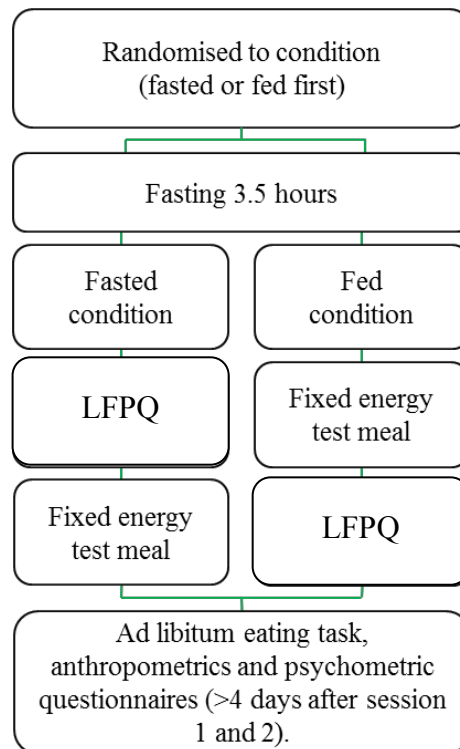 Randomised to condition
(fasted or fed first)
Fasting 3.5 hours
Fasted
condition
Fed
condition
LFPQ
Fixed energy
test meal
Fixed energy
test meal
LFPQ
Ad libitum eating task,
anthropometrics and psychometric
questionnaires (>4 days after session
1 and 2).